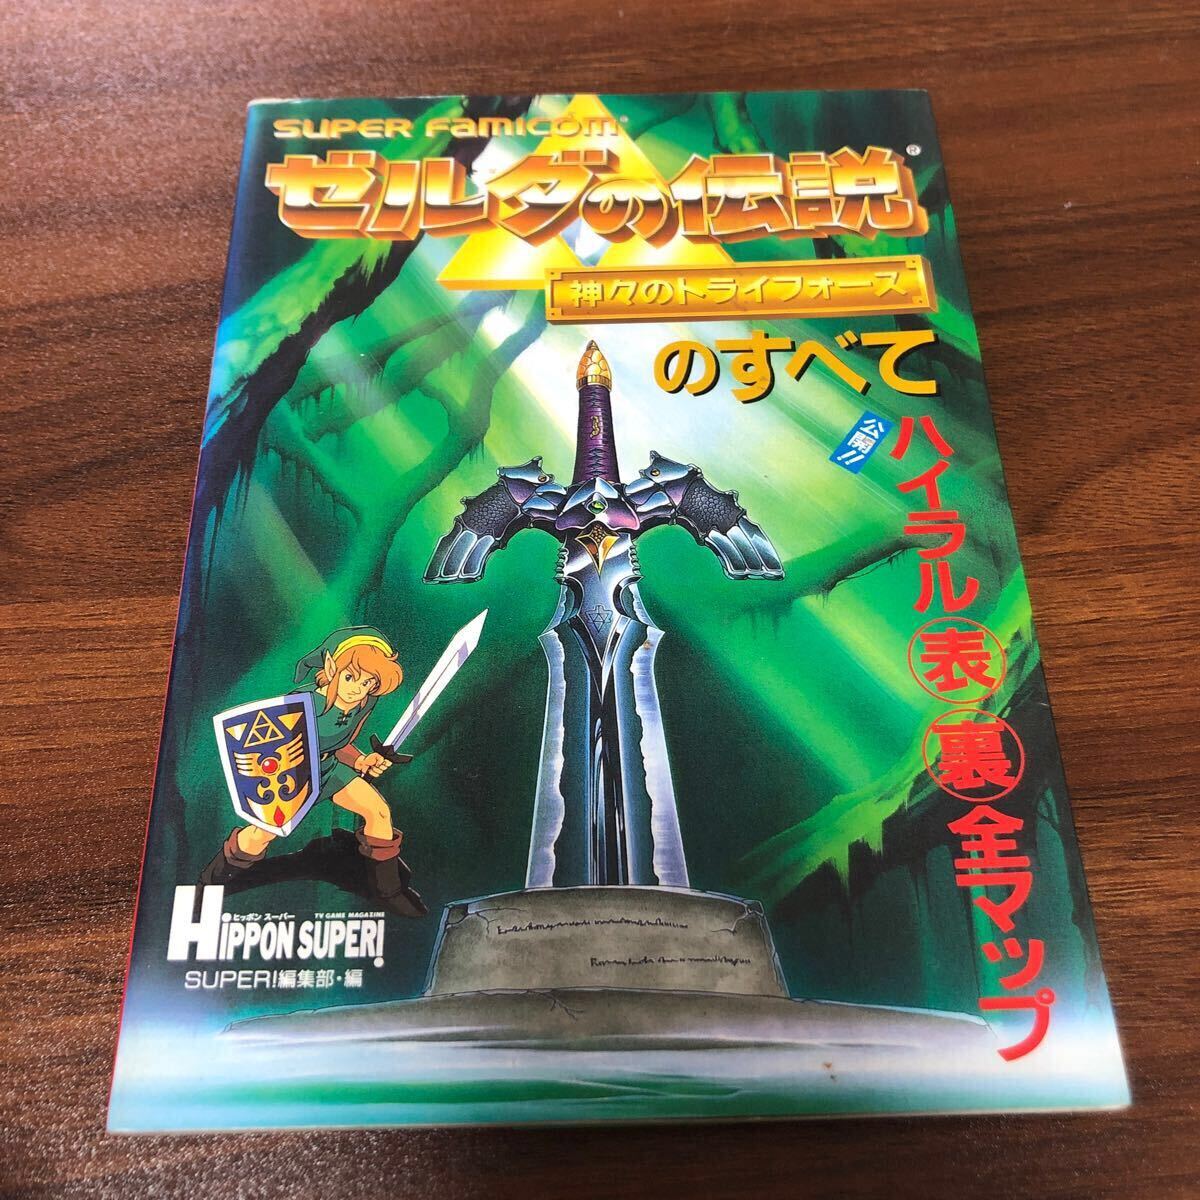 SUPER FAMICOM®
ゼルダの伝説®
神々のトライフォース
のすべて
公開!!
ハイラル表裏全マップ
ヒッポン スーパー
TV GAME MAGAZINE
HIPPON SUPER!
SUPER!編集部・編